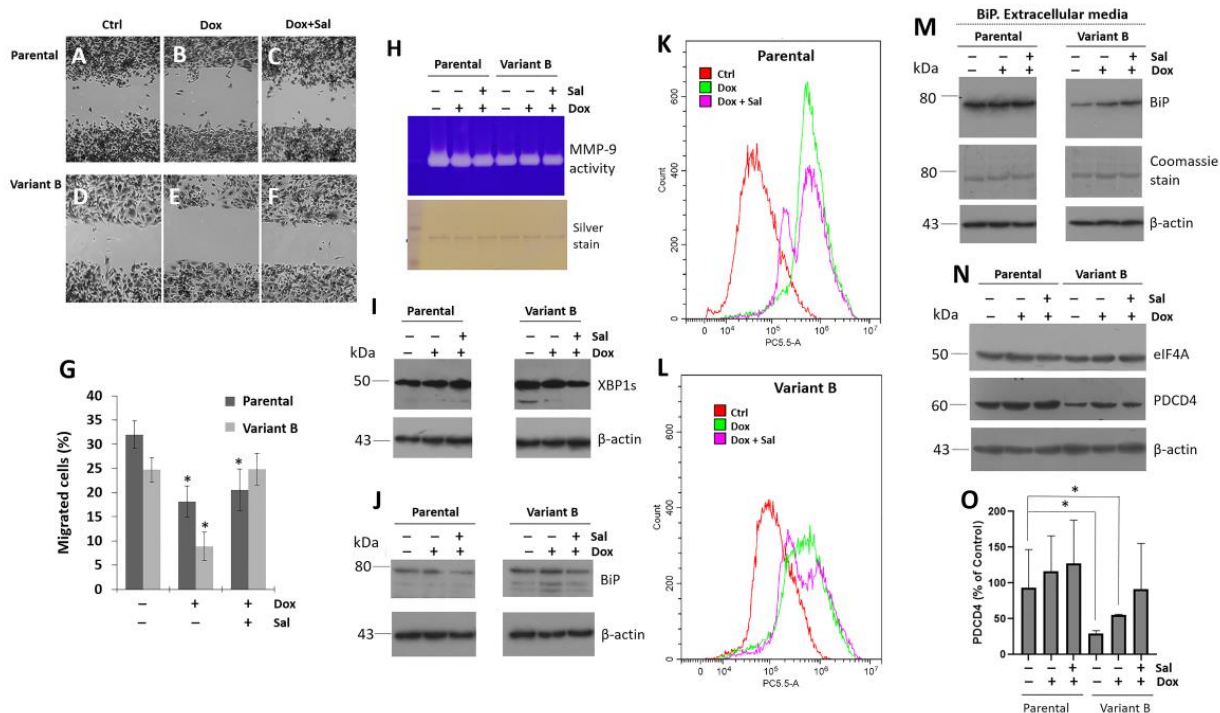 Ctrl Dox Dox+Sal
Parental A B C
Variant B D E F
G
Parental
Variant B
Migrated cells (%)
40
35
30
25
20
15
10
5
0
* * *
– + + Dox
+ Sal
H
Parental Variant B
– – + – – + Sal
– + + – + + Dox
MMP-9 activity
Silver stain
I
Parental Variant B
+ + Sal
kDa – + + – + + Dox
50 XBP1s
43 β-actin
J
Parental Variant B
+ + Sal
kDa – + + – + + Dox
80 BiP
43 β-actin
K
Parental
Ctrl
Dox
Dox + Sal
Count
600
400
200
0
0 10⁴ 10⁵ 10⁶ 10⁷
PC5.5-A
L
Variant B
Ctrl
Dox
Dox + Sal
Count
600
400
200
0
0 10⁴ 10⁵ 10⁶ 10⁷
PC5.5-A
M
BiP. Extracellular media
Parental Variant B
+ + Sal
kDa – + + – + + Dox
80 BiP
80 Coomassie stain
43 β-actin
N
Parental Variant B
+ + Sal
kDa – + + – + + Dox
50 eIF4A
60 PDCD4
43 β-actin
O
* *
PDCD4 (% of Control)
200
150
100
50
0
+ + Sal
– + + – + + Dox
Parental Variant B